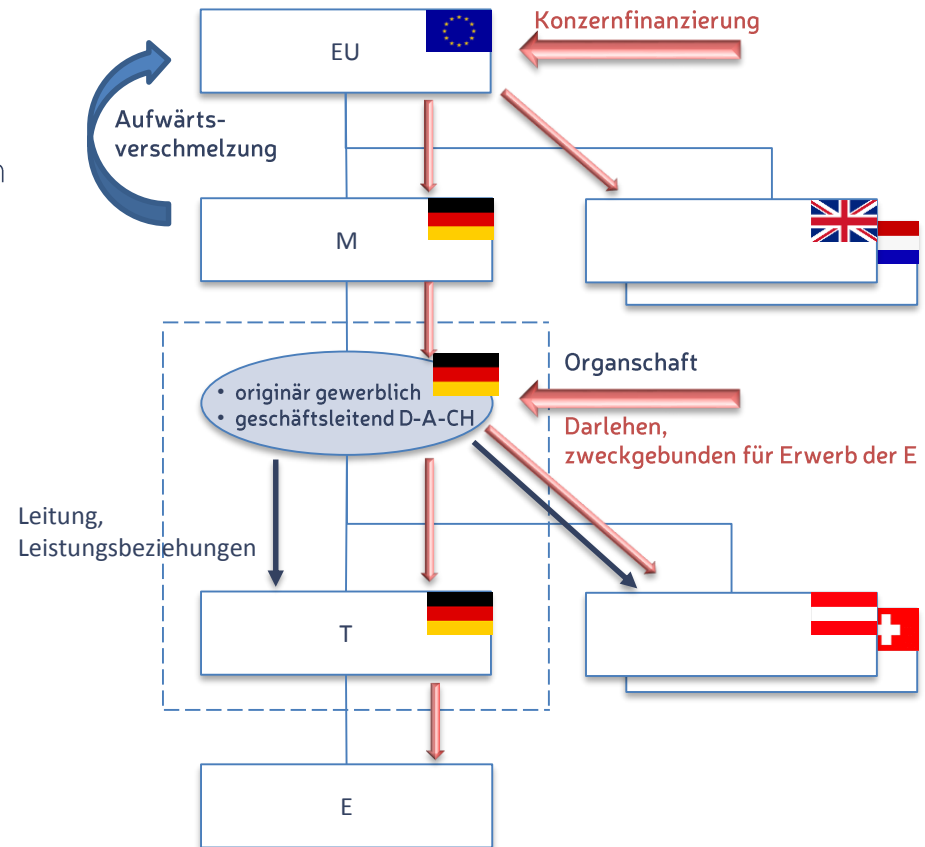 EU
Konzernfinanzierung
Aufwärts-
verschmelzung
M
• originär gewerblich
• geschäftsleitend D-A-CH
Organschaft
Darlehen,
zweckgebunden für Erwerb der E
Leitung,
Leistungsbeziehungen
T
E